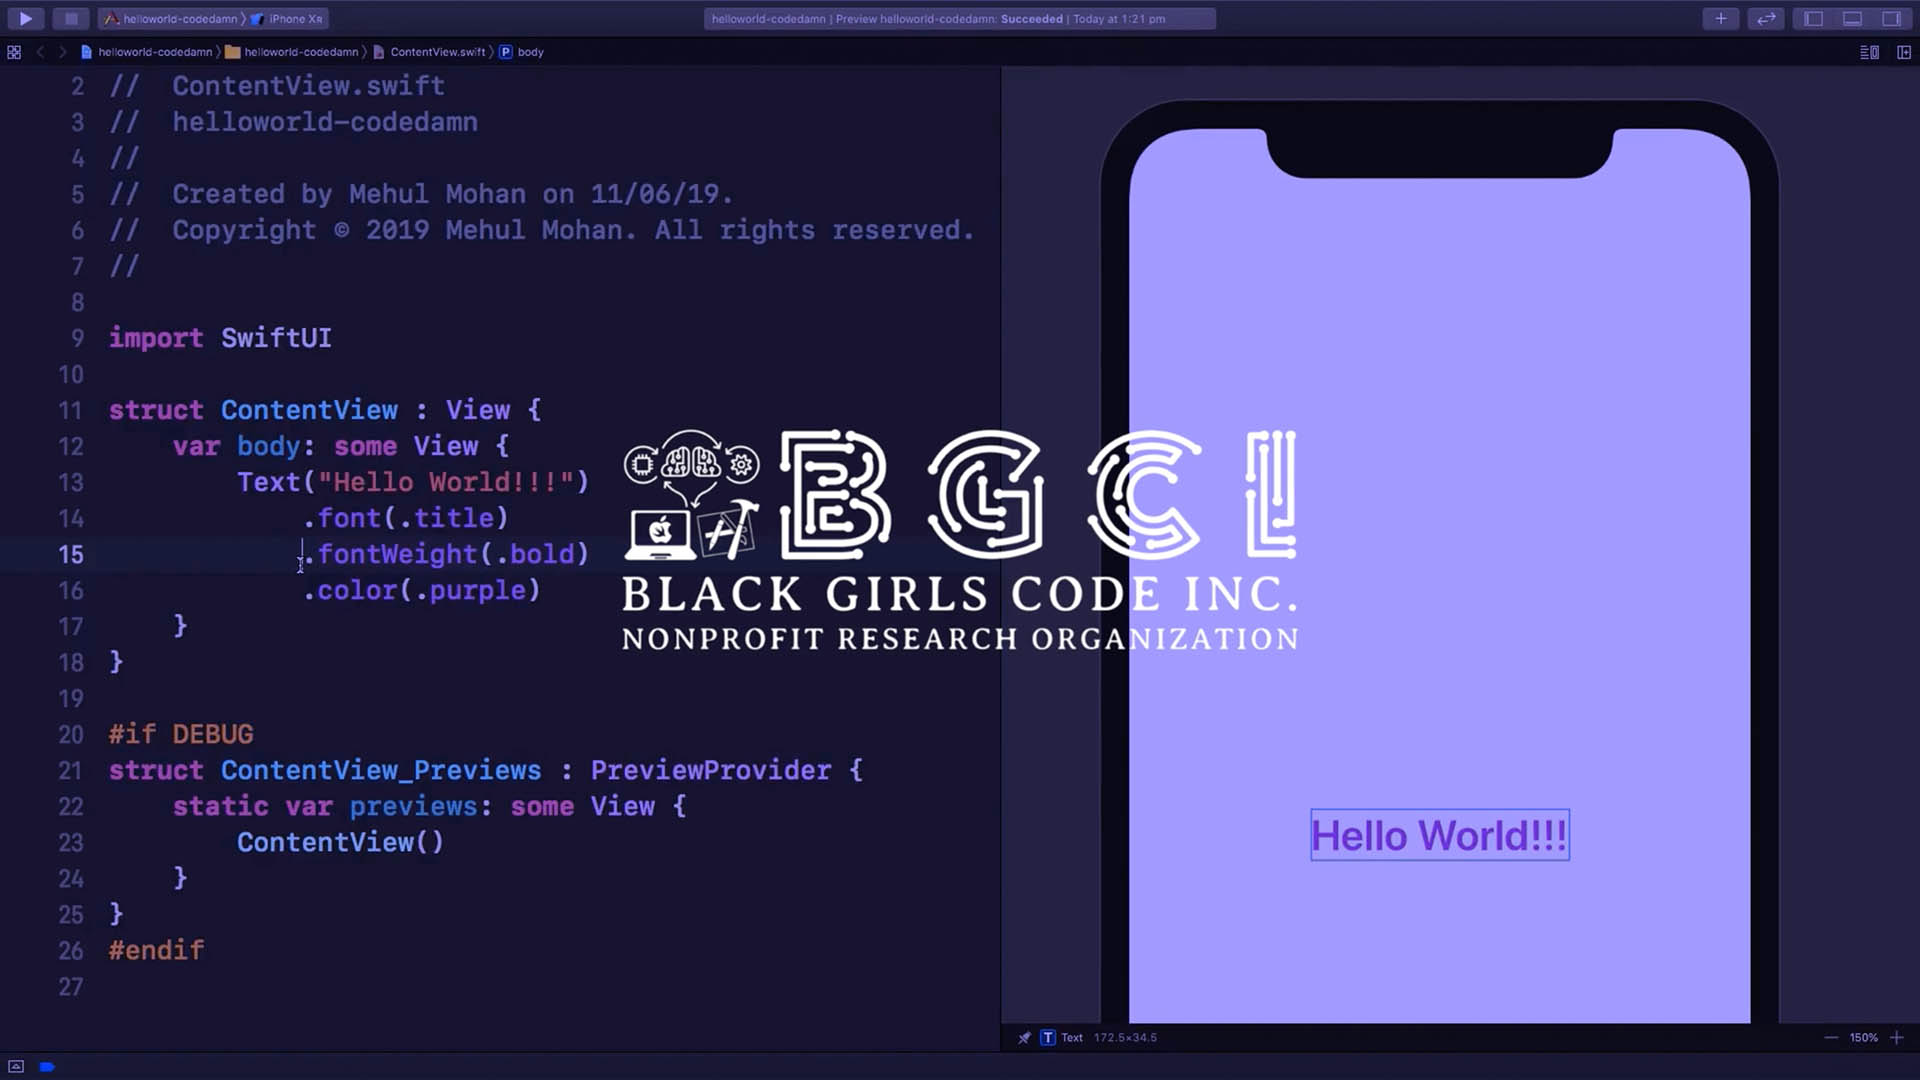 helloworld-codedamn iPhone XR
helloworld-codedamn | Preview helloworld-codedamn: Succeeded | Today at 1:21 pm
helloworld-codedamn helloworld-codedamn ContentView.swift P body
2 //  ContentView.swift
3 //  helloworld-codedamn
4 //
5 //  Created by Mehul Mohan on 11/06/19.
6 //  Copyright © 2019 Mehul Mohan. All rights reserved.
7 //
8
9 import SwiftUI
10
11 struct ContentView : View {
12     var body: some View {
13         Text("Hello World!!!")
14             .font(.title)
15             .fontWeight(.bold)
16             .color(.purple)
17     }
18 }
19
20 #if DEBUG
21 struct ContentView_Previews : PreviewProvider {
22     static var previews: some View {
23         ContentView()
24     }
25 }
26 #endif
27
BGCI
BLACK GIRLS CODE INC.
NONPROFIT RESEARCH ORGANIZATION
Hello World!!!
T Text 172.5×34.5
150%